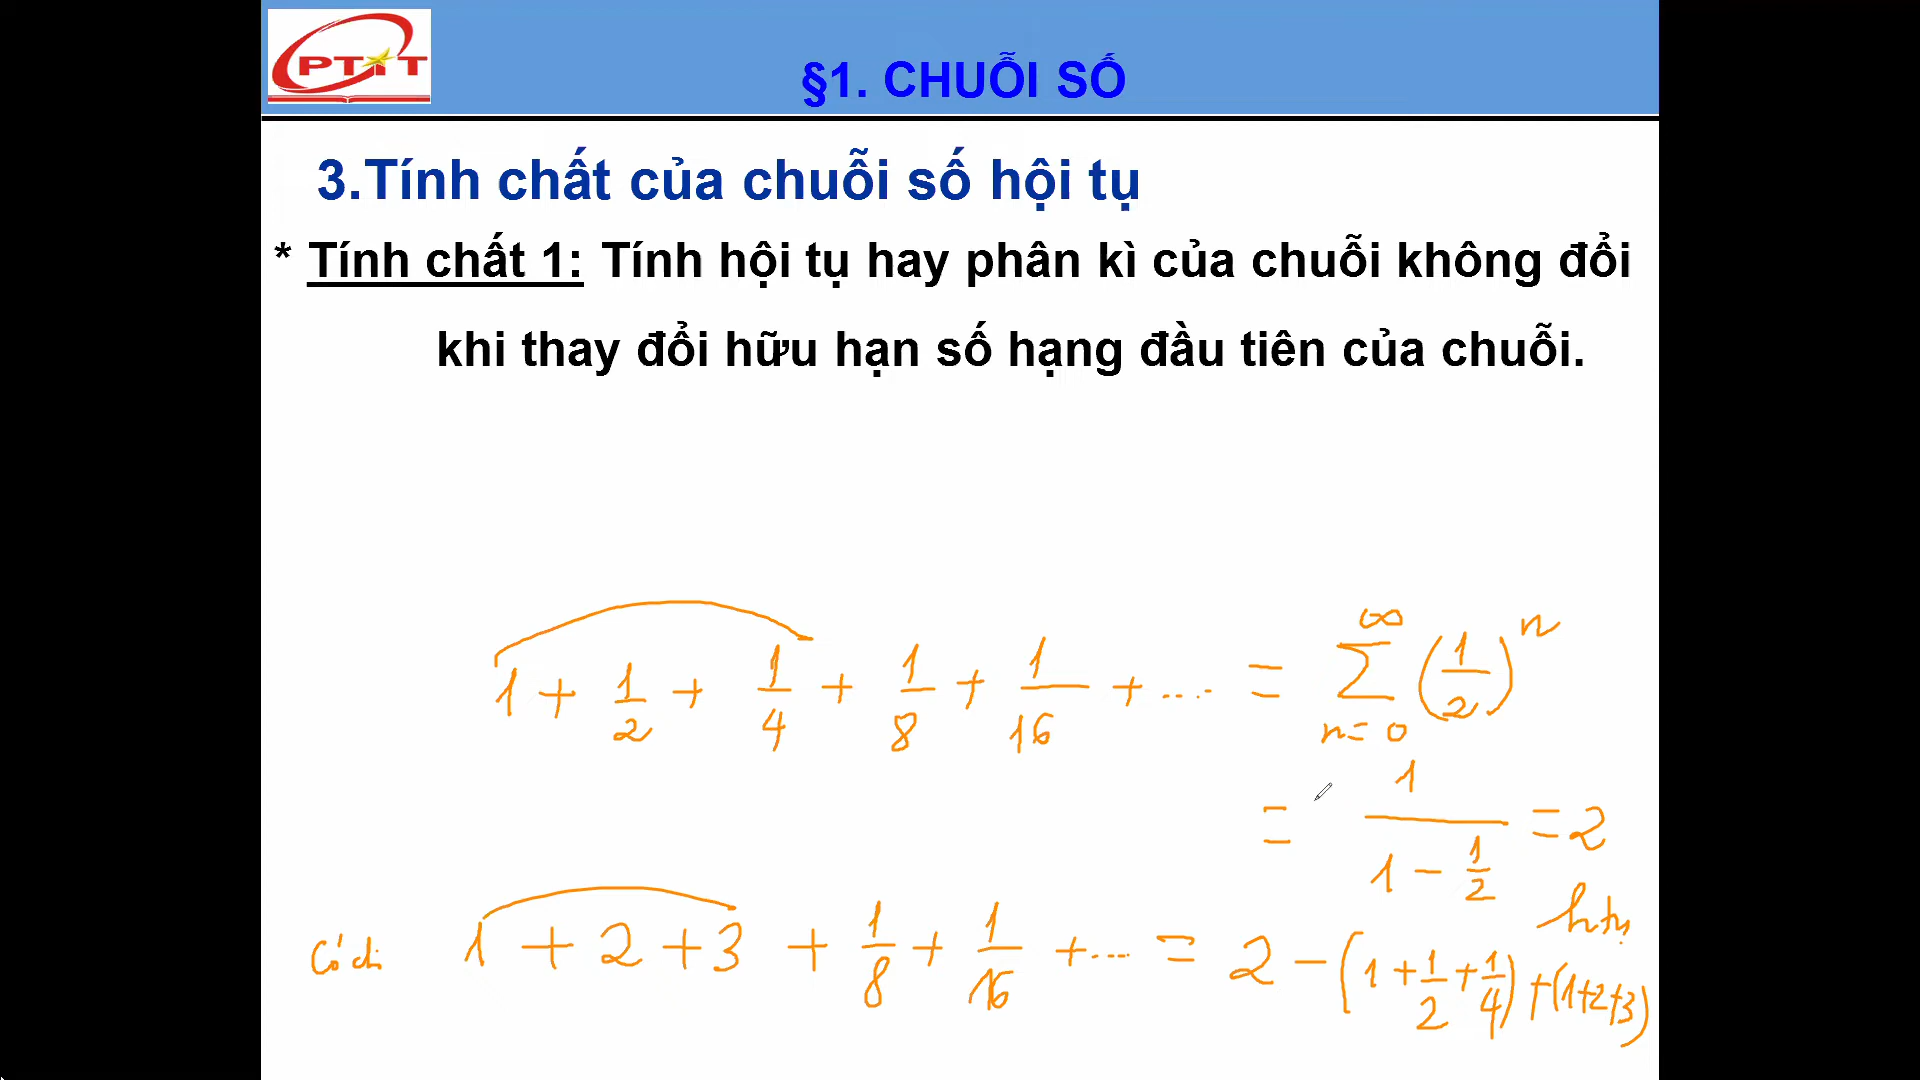 PTIT
§1. CHUỖI SỐ
3.Tính chất của chuỗi số hội tụ
* Tính chất 1: Tính hội tụ hay phân kì của chuỗi không đổi
khi thay đổi hữu hạn số hạng đầu tiên của chuỗi.
1 + 1/2 + 1/4 + 1/8 + 1/16 + .... = ∑_{n=0}^{∞} (1/2)^n
= 1/(1 - 1/2) = 2
htụ
1 + 2 + 3 + 1/8 + 1/16 + .... = 2 - (1 + 1/2 + 1/4) + (1+2+3)